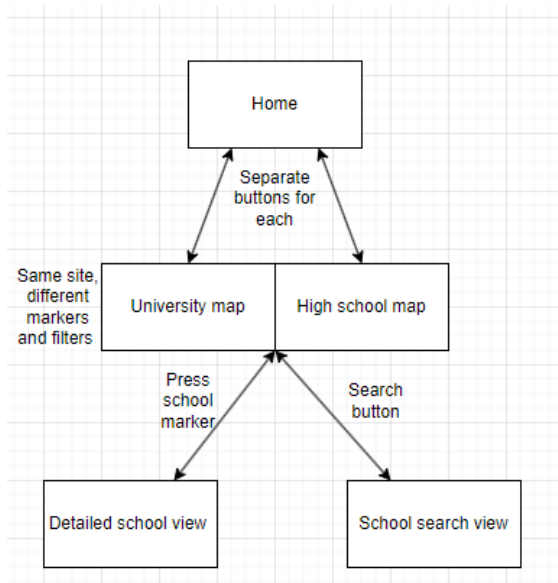 Home
Separate
buttons for
each
Same site,
different
markers
and filters
University map
High school map
Press
school
marker
Search
button
Detailed school view
School search view